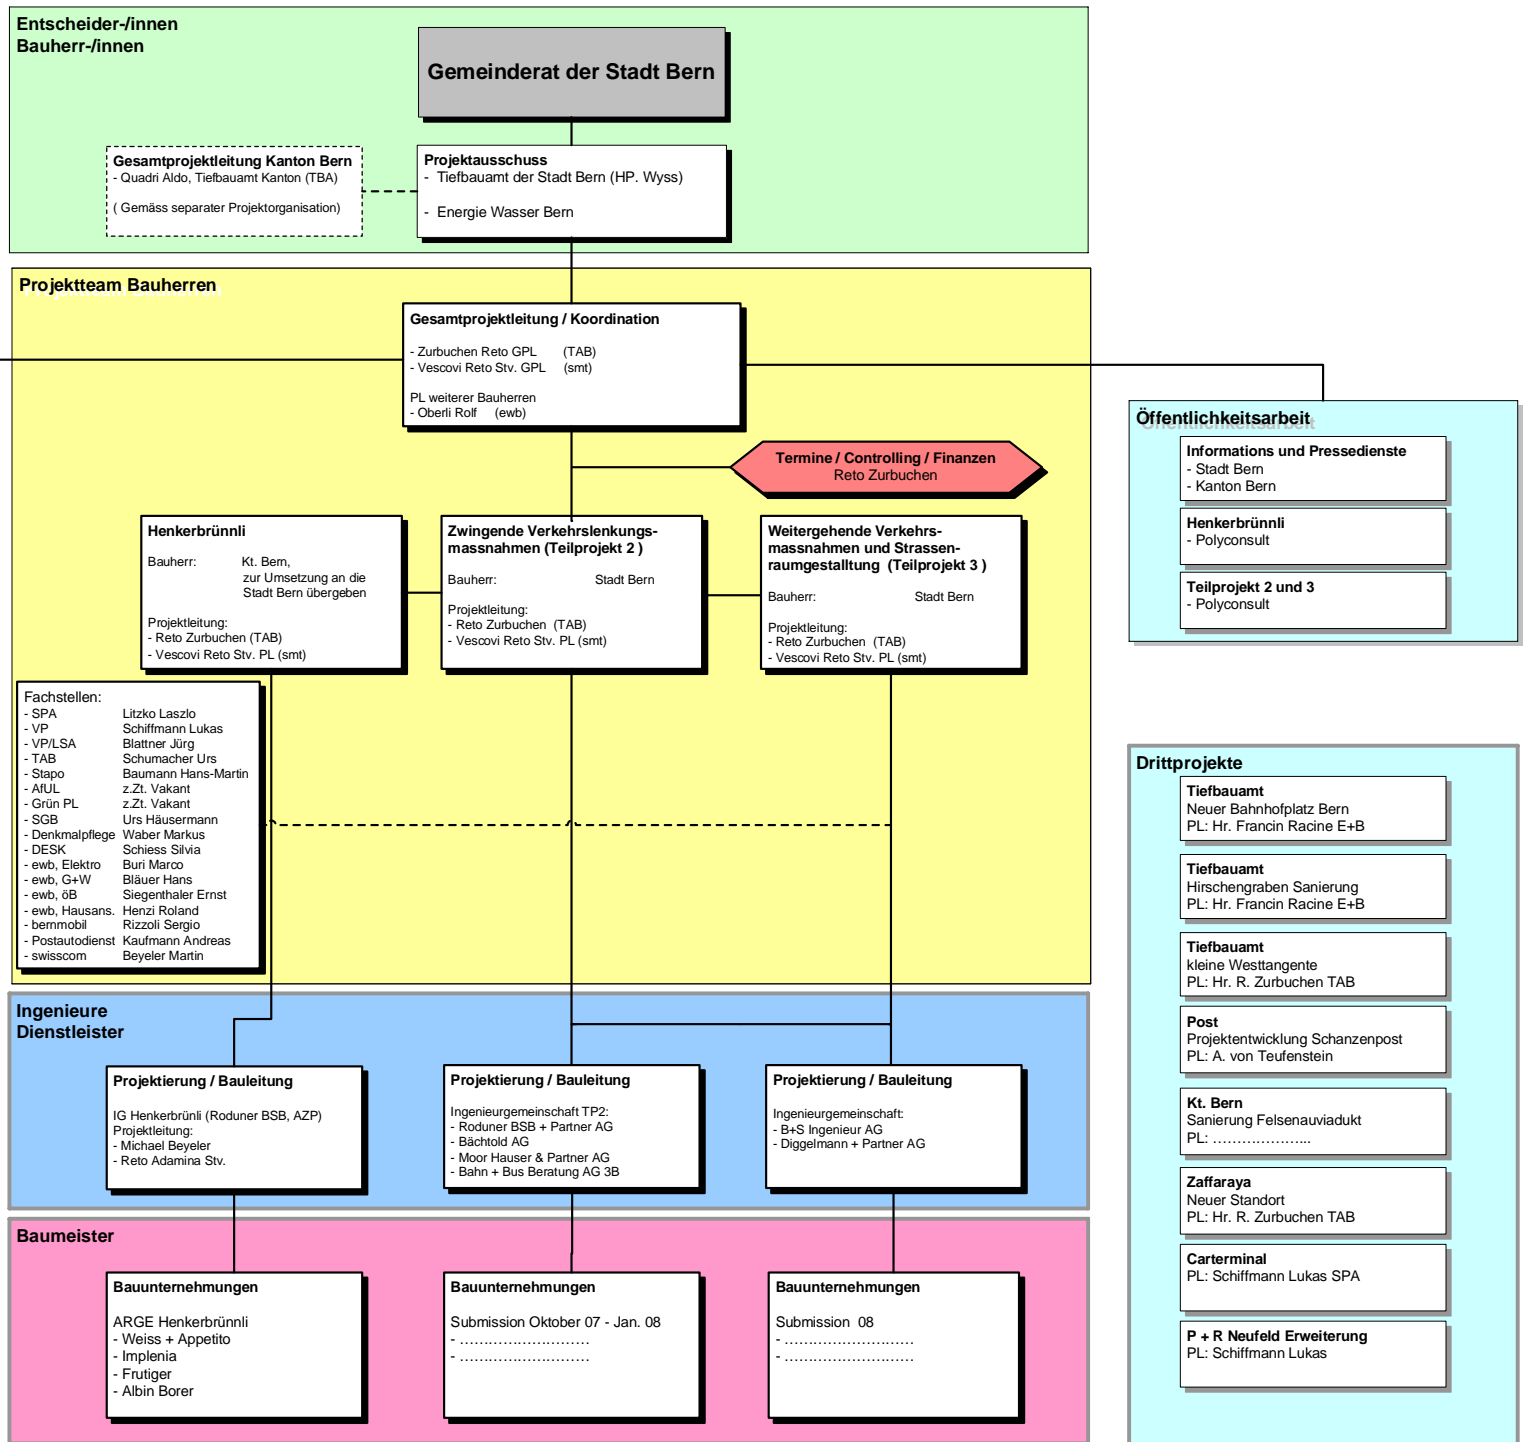 Entscheider-/innen
Bauherr-/innen
Gemeinderat der Stadt Bern
Gesamtprojektleitung Kanton Bern
- Quadri Aldo, Tiefbauamt Kanton (TBA)
( Gemäss separater Projektorganisation)
Projektausschuss
- Tiefbauamt der Stadt Bern (HP. Wyss)
- Energie Wasser Bern
Projektteam Bauherren
Gesamtprojektleitung / Koordination
- Zurbuchen Reto GPL (TAB)
- Vescovi Reto Stv. GPL (smt)
PL weiterer Bauherren
- Oberli Rolf (ewb)
Termine / Controlling / Finanzen
Reto Zurbuchen
Henkerbrünnli
Bauherr: Kt. Bern,
zur Umsetzung an die
Stadt Bern übergeben
Projektleitung:
- Reto Zurbuchen (TAB)
- Vescovi Reto Stv. PL (smt)
Zwingende Verkehrslenkungs-
massnahmen (Teilprojekt 2 )
Bauherr: Stadt Bern
Projektleitung:
- Reto Zurbuchen (TAB)
- Vescovi Reto Stv. PL (smt)
Weitergehende Verkehrs-
massnahmen und Strassen-
raumgestalltung (Teilprojekt 3 )
Bauherr: Stadt Bern
Projektleitung:
- Reto Zurbuchen (TAB)
- Vescovi Reto Stv. PL (smt)
Fachstellen:
- SPA Litzko Laszlo
- VP Schiffmann Lukas
- VP/LSA Blattner Jürg
- TAB Schumacher Urs
- Stapo Baumann Hans-Martin
- AfUL z.Zt. Vakant
- Grün PL z.Zt. Vakant
- SGB Urs Häusermann
- Denkmalpflege Waber Markus
- DESK Schiess Silvia
- ewb, Elektro Buri Marco
- ewb, G+W Bläuer Hans
- ewb, öB Siegenthaler Ernst
- ewb, Hausans. Henzi Roland
- bernmobil Rizzoli Sergio
- Postautodienst Kaufmann Andreas
- swisscom Beyeler Martin
Ingenieure
Dienstleister
Projektierung / Bauleitung
IG Henkerbrünli (Roduner BSB, AZP)
Projektleitung:
- Michael Beyeler
- Reto Adamina Stv.
Projektierung / Bauleitung
Ingenieurgemeinschaft TP2:
- Roduner BSB + Partner AG
- Bächtold AG
- Moor Hauser & Partner AG
- Bahn + Bus Beratung AG 3B
Projektierung / Bauleitung
Ingenieurgemeinschaft:
- B+S Ingenieur AG
- Diggelmann + Partner AG
Baumeister
Bauunternehmungen
ARGE Henkerbrünnli
- Weiss + Appetito
- Implenia
- Frutiger
- Albin Borer
Bauunternehmungen
Submission Oktober 07 - Jan. 08
- ……………………….
- ……………………….
Bauunternehmungen
Submission 08
- ……………………….
- ……………………….
Öffentlichkeitsarbeit
Informations und Pressedienste
- Stadt Bern
- Kanton Bern
Henkerbrünnli
- Polyconsult
Teilprojekt 2 und 3
- Polyconsult
Drittprojekte
Tiefbauamt
Neuer Bahnhofplatz Bern
PL: Hr. Francin Racine E+B
Tiefbauamt
Hirschengraben Sanierung
PL: Hr. Francin Racine E+B
Tiefbauamt
kleine Westtangente
PL: Hr. R. Zurbuchen TAB
Post
Projektentwicklung Schanzenpost
PL: A. von Teufenstein
Kt. Bern
Sanierung Felsenauviadukt
PL: ………………...
Zaffaraya
Neuer Standort
PL: Hr. R. Zurbuchen TAB
Carterminal
PL: Schiffmann Lukas SPA
P + R Neufeld Erweiterung
PL: Schiffmann Lukas